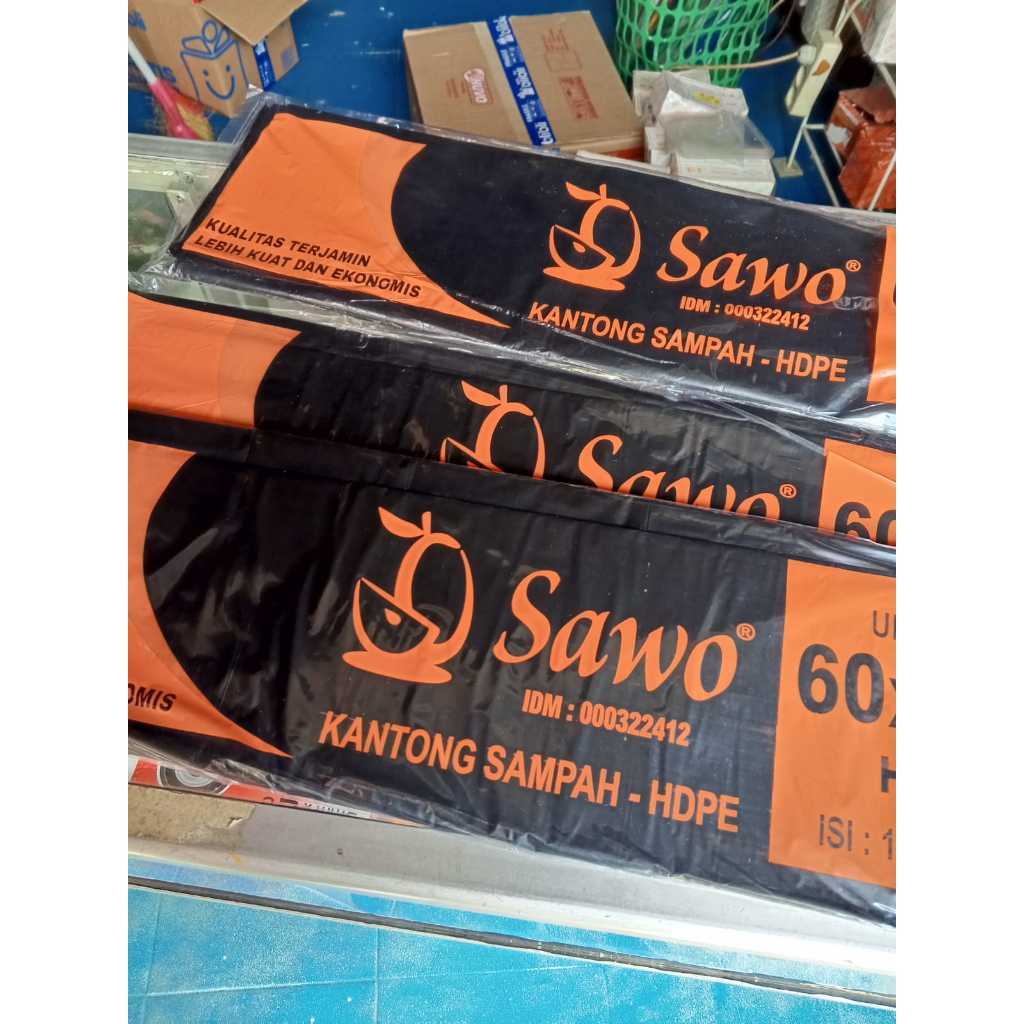 KUALITAS TERJAMIN
LEBIH KUAT DAN EKONOMIS
Sawo®
IDM : 000322412
KANTONG SAMPAH - HDPE
Sawo®
60
OMIS
Sawo®
IDM : 000322412
KANTONG SAMPAH - HDPE
60x
H
iSi : 1